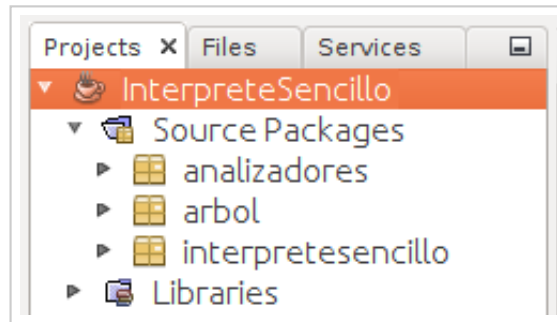 Projects Files Services
InterpreteSencillo
Source Packages
analizadores
arbol
interpretesencillo
Libraries